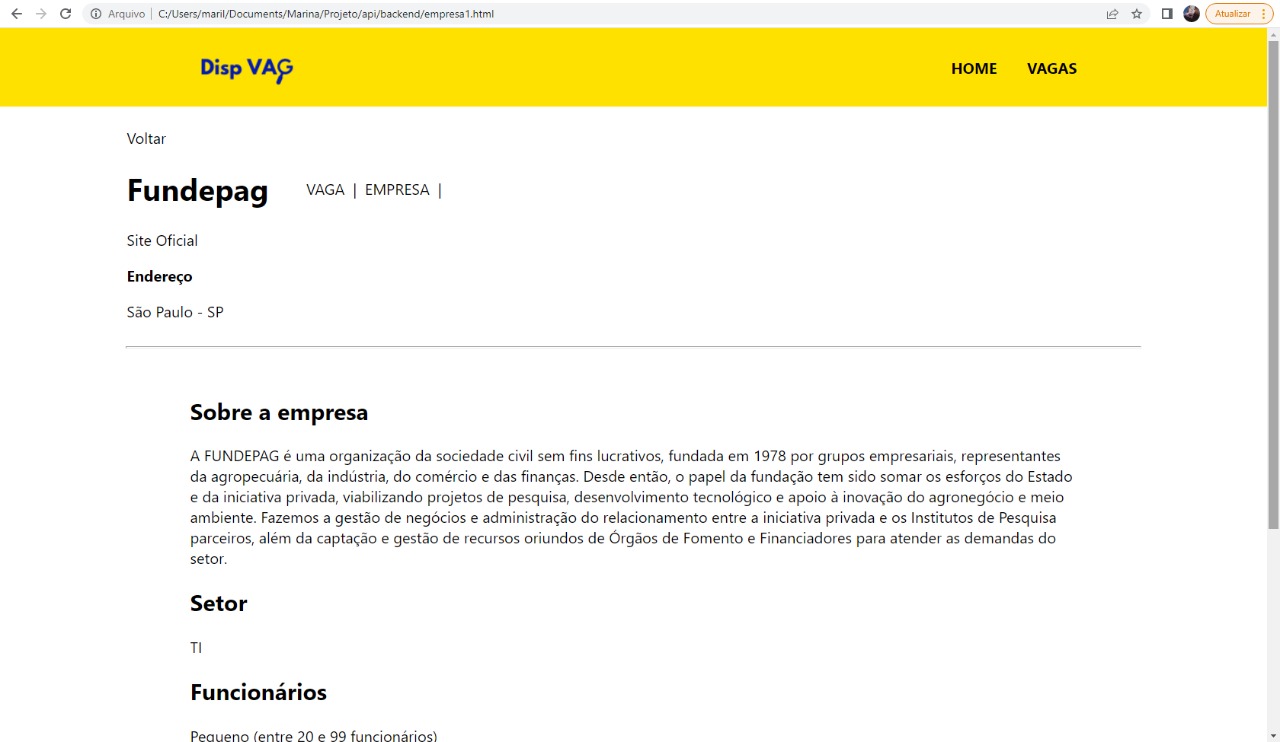 Arquivo | C:/Users/maril/Documents/Marina/Projeto/api/backend/empresa1.html
Atualizar
Disp VAG
HOME VAGAS
Voltar
Fundepag VAGA | EMPRESA |
Site Oficial
Endereço
São Paulo - SP
Sobre a empresa
A FUNDEPAG é uma organização da sociedade civil sem fins lucrativos, fundada em 1978 por grupos empresariais, representantes
da agropecuária, da indústria, do comércio e das finanças. Desde então, o papel da fundação tem sido somar os esforços do Estado
e da iniciativa privada, viabilizando projetos de pesquisa, desenvolvimento tecnológico e apoio à inovação do agronegócio e meio
ambiente. Fazemos a gestão de negócios e administração do relacionamento entre a iniciativa privada e os Institutos de Pesquisa
parceiros, além da captação e gestão de recursos oriundos de Órgãos de Fomento e Financiadores para atender as demandas do
setor.
Setor
TI
Funcionários
Pequeno (entre 20 e 99 funcionários)